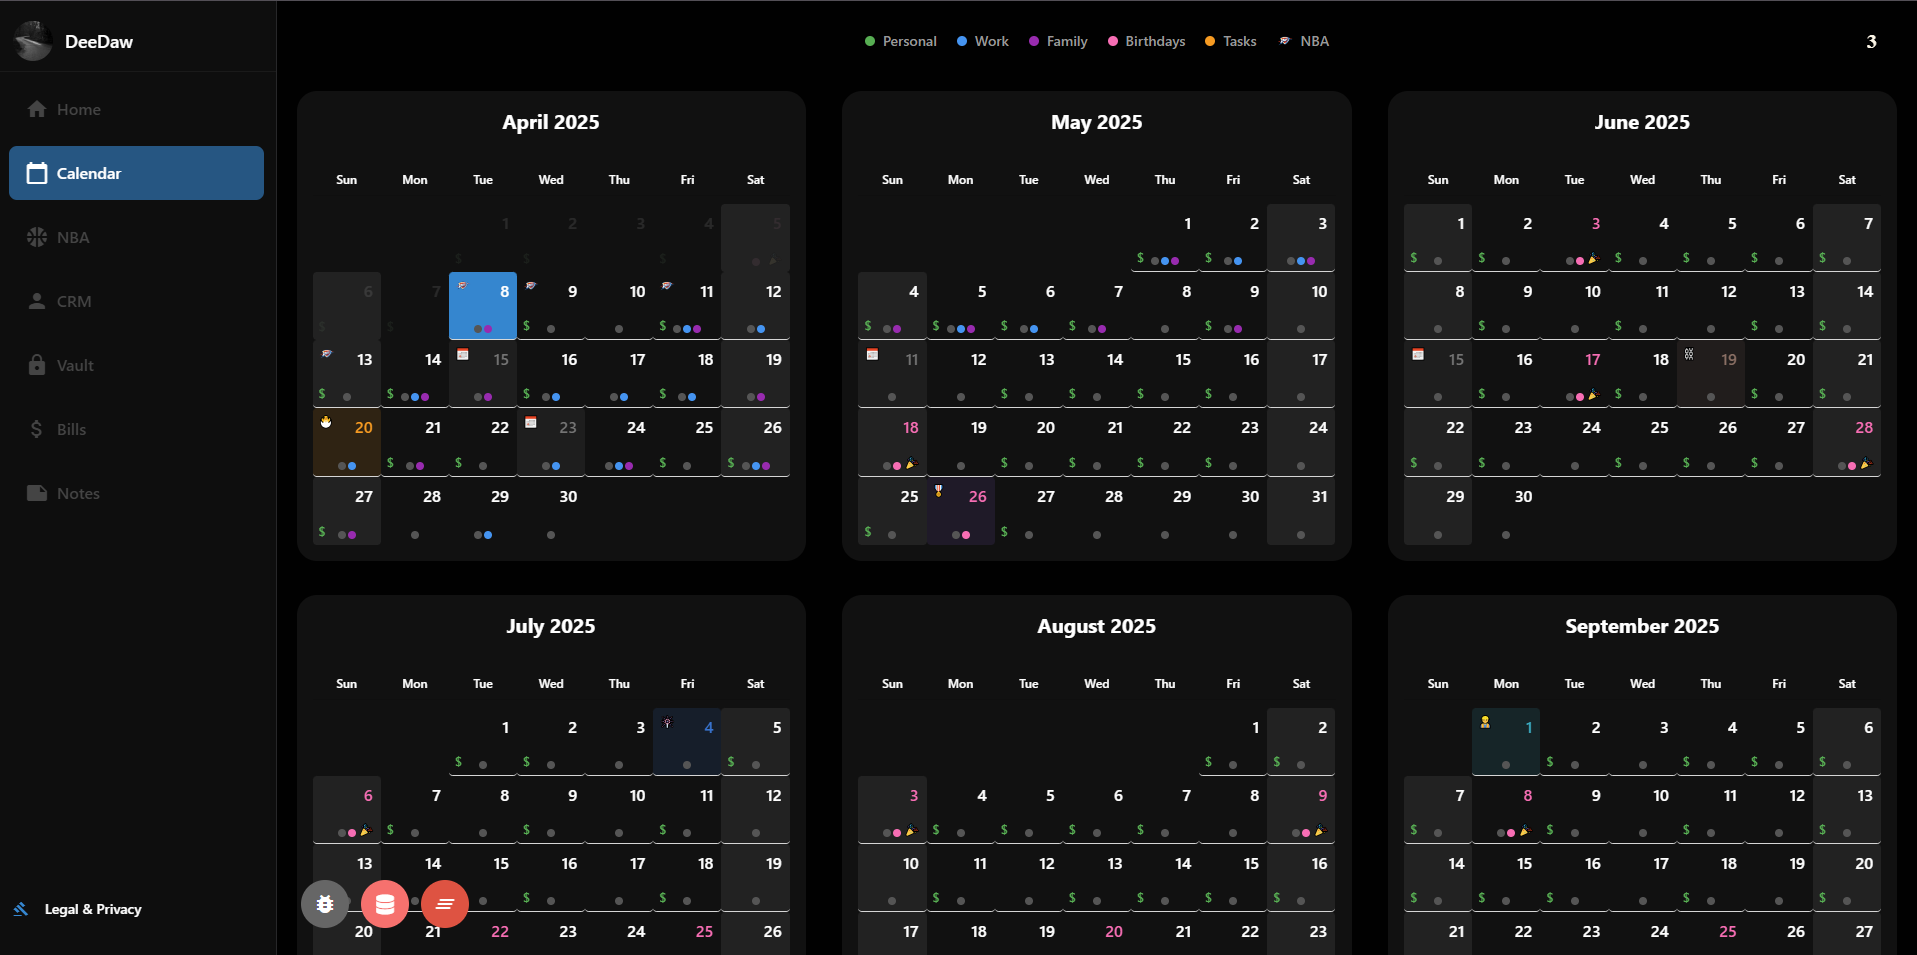 DeeDaw
Personal Work Family Birthdays Tasks NBA
3
Home
Calendar
NBA
CRM
Vault
Bills
Notes
Legal & Privacy
April 2025
Sun Mon Tue Wed Thu Fri Sat
1 2 3 4 5
$ $ $
6 7 8 9 10 11 12
$ $ $ $
13 14 15 16 17 18 19
$ $ $ $
20 21 22 23 24 25 26
$ $ $ $
27 28 29 30
$
May 2025
Sun Mon Tue Wed Thu Fri Sat
1 2 3
$ $
4 5 6 7 8 9 10
$ $ $ $ $
11 12 13 14 15 16 17
$ $ $ $
18 19 20 21 22 23 24
$ $ $ $
25 26 27 28 29 30 31
$ $
June 2025
Sun Mon Tue Wed Thu Fri Sat
1 2 3 4 5 6 7
$ $ $ $ $ $
8 9 10 11 12 13 14
$ $ $ $
15 16 17 18 19 20 21
$ $ $ $
22 23 24 25 26 27 28
$ $ $ $ $
29 30
July 2025
Sun Mon Tue Wed Thu Fri Sat
1 2 3 4 5
$ $ $
6 7 8 9 10 11 12
$ $ $
13 14 15 16 17 18 19
$ $
20 21 22 23 24 25 26
August 2025
Sun Mon Tue Wed Thu Fri Sat
1 2
$ $
3 4 5 6 7 8 9
$ $ $ $
10 11 12 13 14 15 16
$ $ $ $ $ $
17 18 19 20 21 22 23
September 2025
Sun Mon Tue Wed Thu Fri Sat
1 2 3 4 5 6
$ $ $ $ $
7 8 9 10 11 12 13
$ $ $ $
14 15 16 17 18 19 20
$ $ $ $ $ $
21 22 23 24 25 26 27